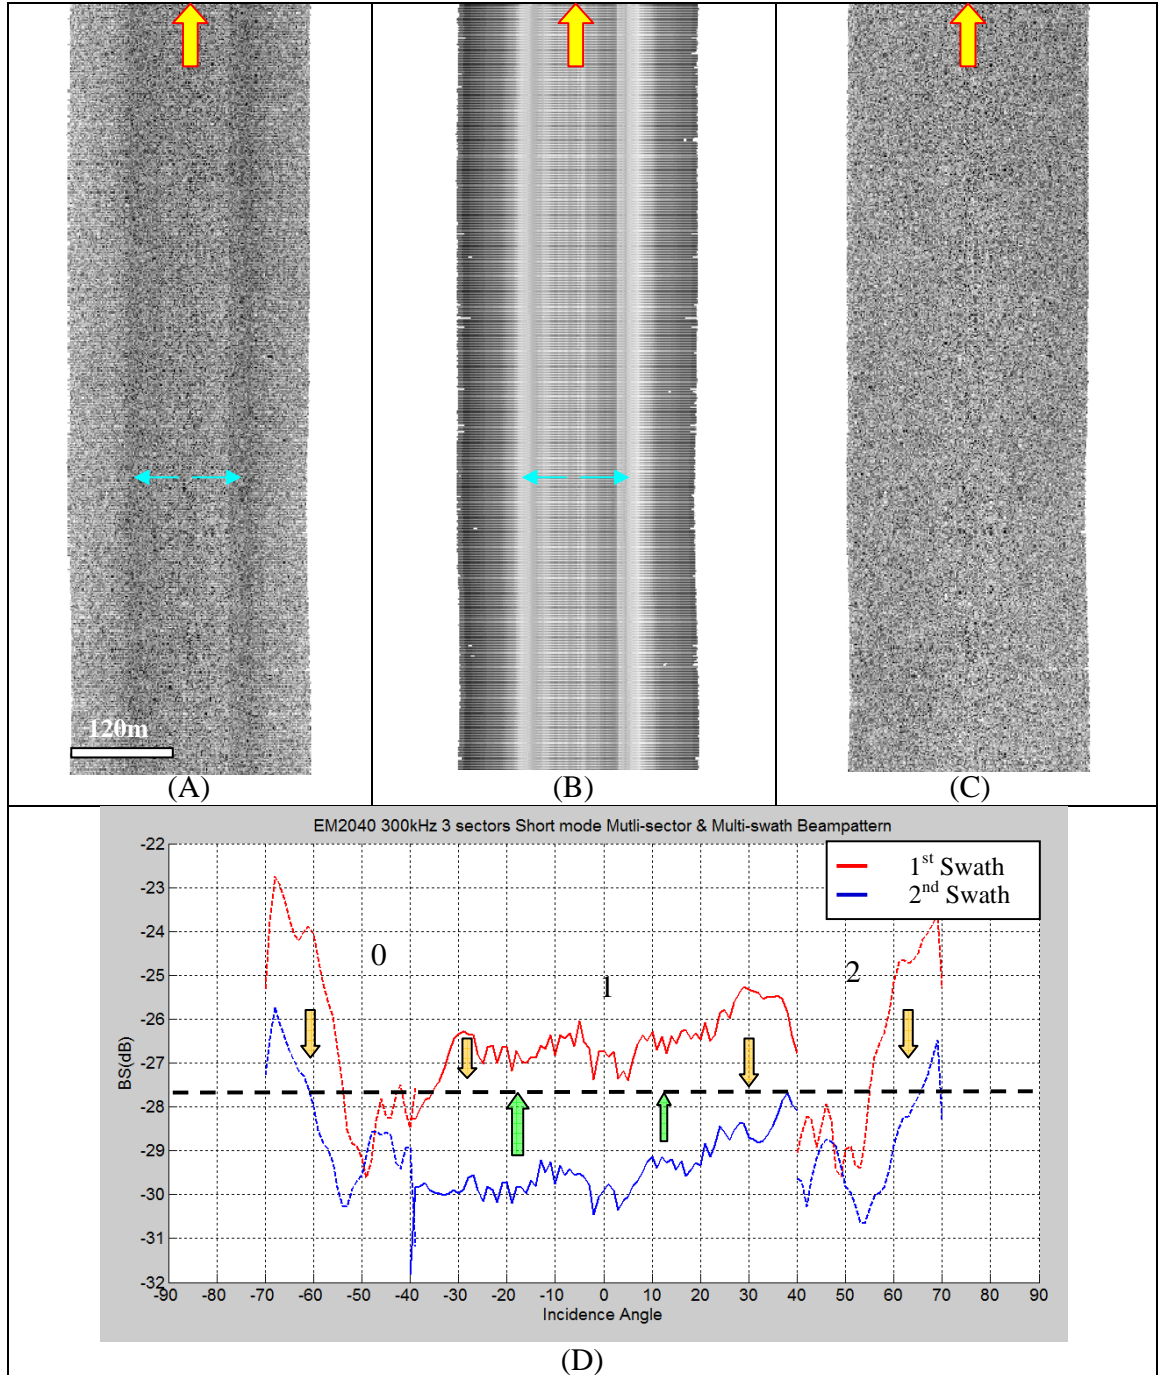 120m
(A)
(B)
(C)
EM2040 300kHz 3 sectors Short mode Mutli-sector & Multi-swath Beampattern
1st Swath
2nd Swath
0
1
2
BS(dB)
-22
-23
-24
-25
-26
-27
-28
-29
-30
-31
-32
-90 -80 -70 -60 -50 -40 -30 -20 -10 0 10 20 30 40 50 60 70 80 90
Incidence Angle
(D)